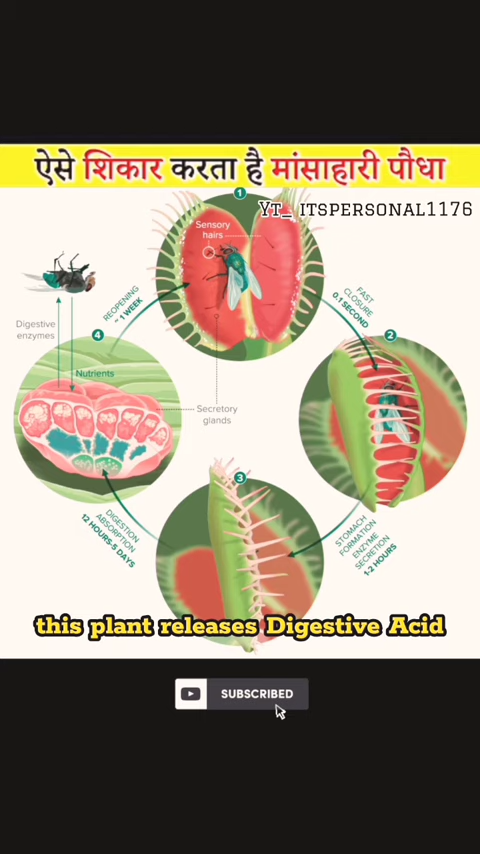 ऐसे शिकार करता है मांसाहारी पौधा
Yt_ itspersonal1176
1
Sensory
hairs
REOPENING
~ 1 WEEK
FAST
CLOSURE
0.1 SECOND
Digestive
enzymes
4
2
Nutrients
Secretory
glands
3
DIGESTION
ABSORPTION
12 HOURS-5 DAYS
STOMACH
FORMATION
ENZYME
SECRETION
1-2 HOURS
this plant releases Digestive Acid
SUBSCRIBED